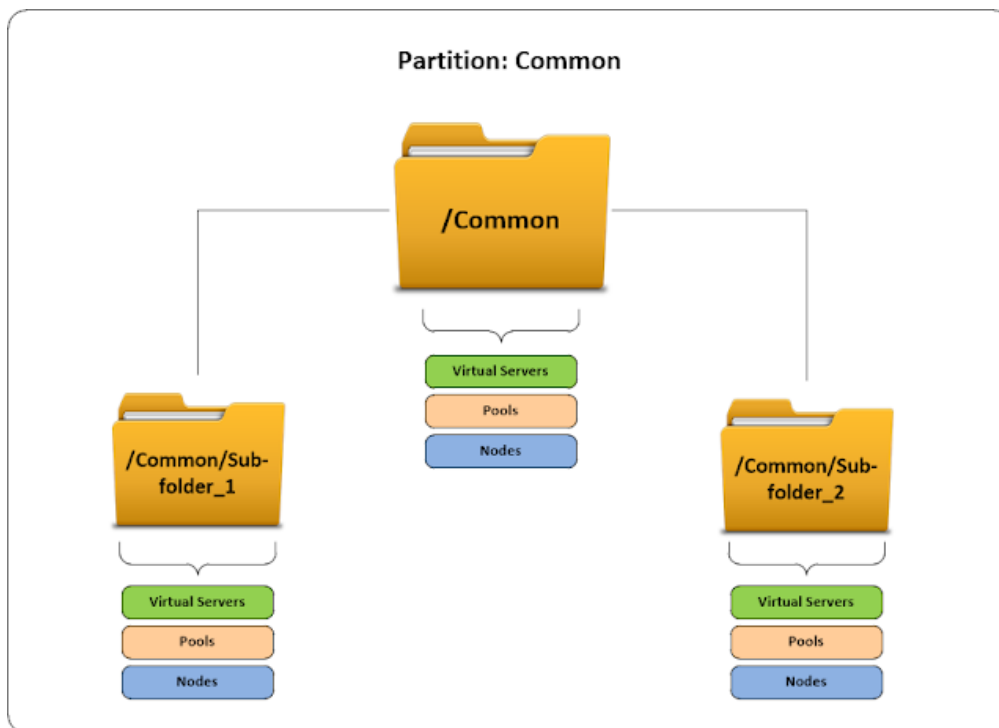 Partition: Common
/Common
Virtual Servers
Pools
Nodes
/Common/Sub-
folder_1
Virtual Servers
Pools
Nodes
/Common/Sub-
folder_2
Virtual Servers
Pools
Nodes